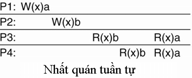 P1: W(x)a
P2: W(x)b
P3: R(x)b R(x)a
P4: R(x)b R(x)a
Nhất quán tuần tự